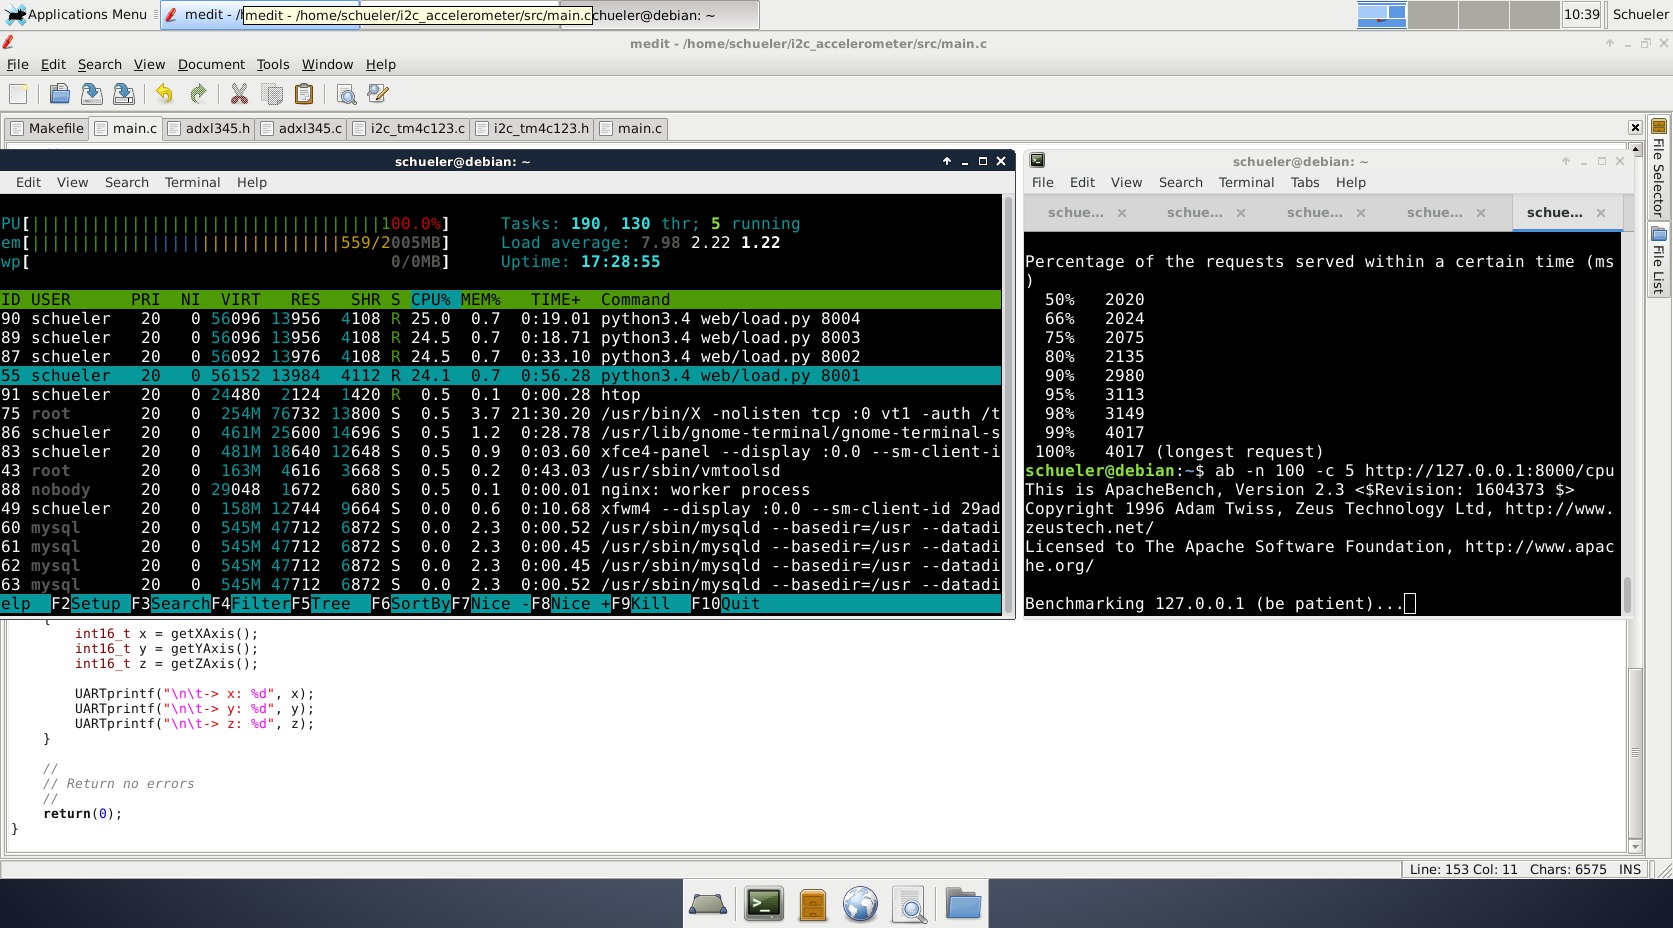 Applications Menu
medit - /h
medit - /home/schueler/i2c_accelerometer/src/main.c
chueler@debian: ~
10:39
Schueler
medit - /home/schueler/i2c_accelerometer/src/main.c
File Edit Search View Document Tools Window Help
Makefile main.c adxl345.h adxl345.c i2c_tm4c123.c i2c_tm4c123.h main.c
File Selector
File List
schueler@debian: ~
Edit View Search Terminal Help
PU[|||||||||||||||||||||||||||||||||||100.0%] Tasks: 190, 130 thr; 5 running
em[|||||||||||||||||||||||||||||||559/2005MB] Load average: 7.98 2.22 1.22
wp[ 0/0MB] Uptime: 17:28:55
ID USER PRI NI VIRT RES SHR S CPU% MEM% TIME+ Command
90 schueler 20 0 56096 13956 4108 R 25.0 0.7 0:19.01 python3.4 web/load.py 8004
89 schueler 20 0 56096 13956 4108 R 24.5 0.7 0:18.71 python3.4 web/load.py 8003
87 schueler 20 0 56092 13976 4108 R 24.5 0.7 0:33.10 python3.4 web/load.py 8002
55 schueler 20 0 56152 13984 4112 R 24.1 0.7 0:56.28 python3.4 web/load.py 8001
91 schueler 20 0 24480 2124 1420 R 0.5 0.1 0:00.28 htop
75 root 20 0 254M 76732 13800 S 0.5 3.7 21:30.20 /usr/bin/X -nolisten tcp :0 vt1 -auth /t
86 schueler 20 0 461M 25600 14696 S 0.5 1.2 0:28.78 /usr/lib/gnome-terminal/gnome-terminal-s
83 schueler 20 0 481M 18640 12648 S 0.5 0.9 0:03.60 xfce4-panel --display :0.0 --sm-client-i
43 root 20 0 163M 4616 3668 S 0.5 0.2 0:43.03 /usr/sbin/vmtoolsd
88 nobody 20 0 29048 1672 680 S 0.5 0.1 0:00.01 nginx: worker process
49 schueler 20 0 158M 12744 9664 S 0.0 0.6 0:10.68 xfwm4 --display :0.0 --sm-client-id 29ad
60 mysql 20 0 545M 47712 6872 S 0.0 2.3 0:00.52 /usr/sbin/mysqld --basedir=/usr --datadi
61 mysql 20 0 545M 47712 6872 S 0.0 2.3 0:00.45 /usr/sbin/mysqld --basedir=/usr --datadi
62 mysql 20 0 545M 47712 6872 S 0.0 2.3 0:00.45 /usr/sbin/mysqld --basedir=/usr --datadi
63 mysql 20 0 545M 47712 6872 S 0.0 2.3 0:00.52 /usr/sbin/mysqld --basedir=/usr --datadi
elp F2Setup F3SearchF4FilterF5Tree F6SortByF7Nice -F8Nice +F9Kill F10Quit
schueler@debian: ~
File Edit View Search Terminal Tabs Help
schue... schue... schue... schue... schue...
Percentage of the requests served within a certain time (ms
)
50% 2020
66% 2024
75% 2075
80% 2135
90% 2980
95% 3113
98% 3149
99% 4017
100% 4017 (longest request)
schueler@debian:~$ ab -n 100 -c 5 http://127.0.0.1:8000/cpu
This is ApacheBench, Version 2.3 <$Revision: 1604373 $>
Copyright 1996 Adam Twiss, Zeus Technology Ltd, http://www.
zeustech.net/
Licensed to The Apache Software Foundation, http://www.apac
he.org/
Benchmarking 127.0.0.1 (be patient)...
{
int16_t x = getXAxis();
int16_t y = getYAxis();
int16_t z = getZAxis();
UARTprintf("\n\t-> x: %d", x);
UARTprintf("\n\t-> y: %d", y);
UARTprintf("\n\t-> z: %d", z);
}
//
// Return no errors
//
return(0);
}
Line: 153 Col: 11 Chars: 6575 INS